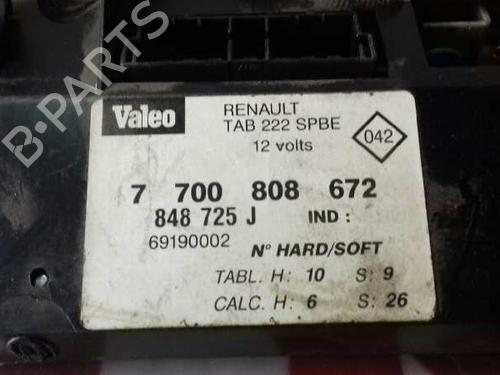 B-PARTS
Valeo
RENAULT
TAB 222 SPBE
12 volts
042
7 700 808 672
848 725 J IND :
69190002
N° HARD/SOFT
TABL. H: 10 S: 9
CALC. H: 6 S: 26